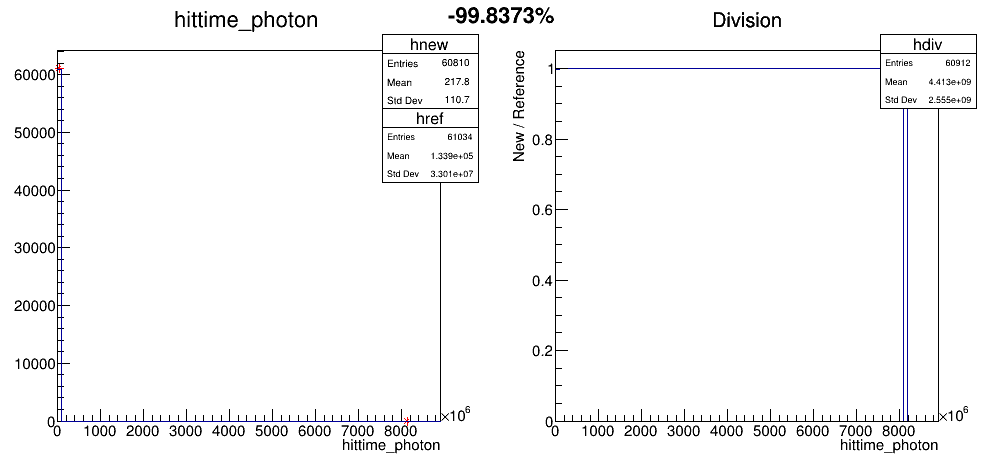 -99.8373%
hittime_photon
hnew
Entries 60810
Mean 217.8
Std Dev 110.7
href
Entries 61034
Mean 1.339e+05
Std Dev 3.301e+07
60000
50000
40000
30000
20000
10000
0
0 1000 2000 3000 4000 5000 6000 7000 8000 ×10⁶
hittime_photon
Division
hdiv
Entries 60912
Mean 4.413e+09
Std Dev 2.555e+09
New / Reference
1
0.8
0.6
0.4
0.2
0
0 1000 2000 3000 4000 5000 6000 7000 8000 ×10⁶
hittime_photon